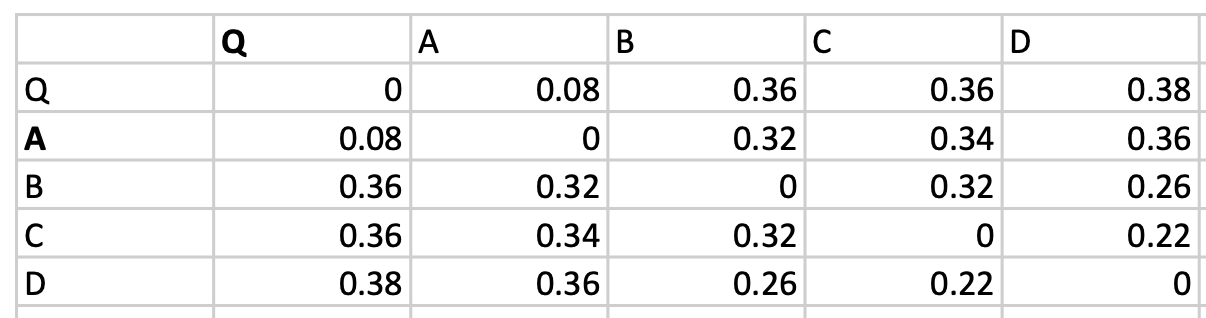 Q A B C D
Q 0 0.08 0.36 0.36 0.38
A 0.08 0 0.32 0.34 0.36
B 0.36 0.32 0 0.32 0.26
C 0.36 0.34 0.32 0 0.22
D 0.38 0.36 0.26 0.22 0